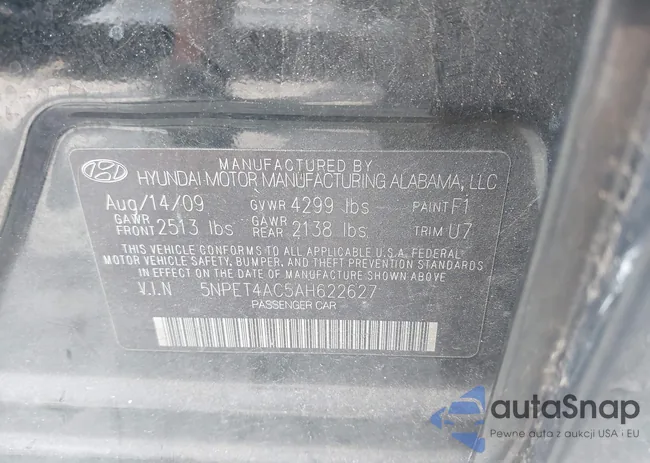 MANUFACTURED BY
HYUNDAI MOTOR MANUFACTURING ALABAMA, LLC
Aug/14/09 GVWR 4299 lbs PAINT F1
GAWR FRONT 2513 lbs GAWR REAR 2138 lbs. TRIM U7
THIS VEHICLE CONFORMS TO ALL APPLICABLE U.S.A. FEDERAL
MOTOR VEHICLE SAFETY, BUMPER, AND THEFT PREVENTION STANDARDS
IN EFFECT ON THE DATE OF MANUFACTURE SHOWN ABOVE.
V.I.N 5NPET4AC5AH622627
PASSENGER CAR
autaSnap
Pewne auta z aukcji USA i EU